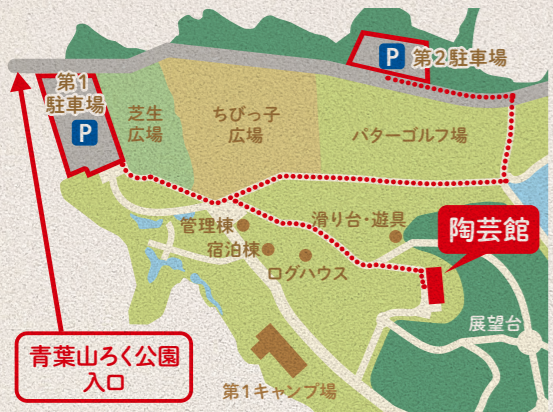 P
第2駐車場
第1
駐車場
P
芝生
広場
ちびっ子
広場
パターゴルフ場
管理棟
宿泊棟
ログハウス
滑り台・遊具
陶芸館
展望台
青葉山ろく公園
入口
第1キャンプ場